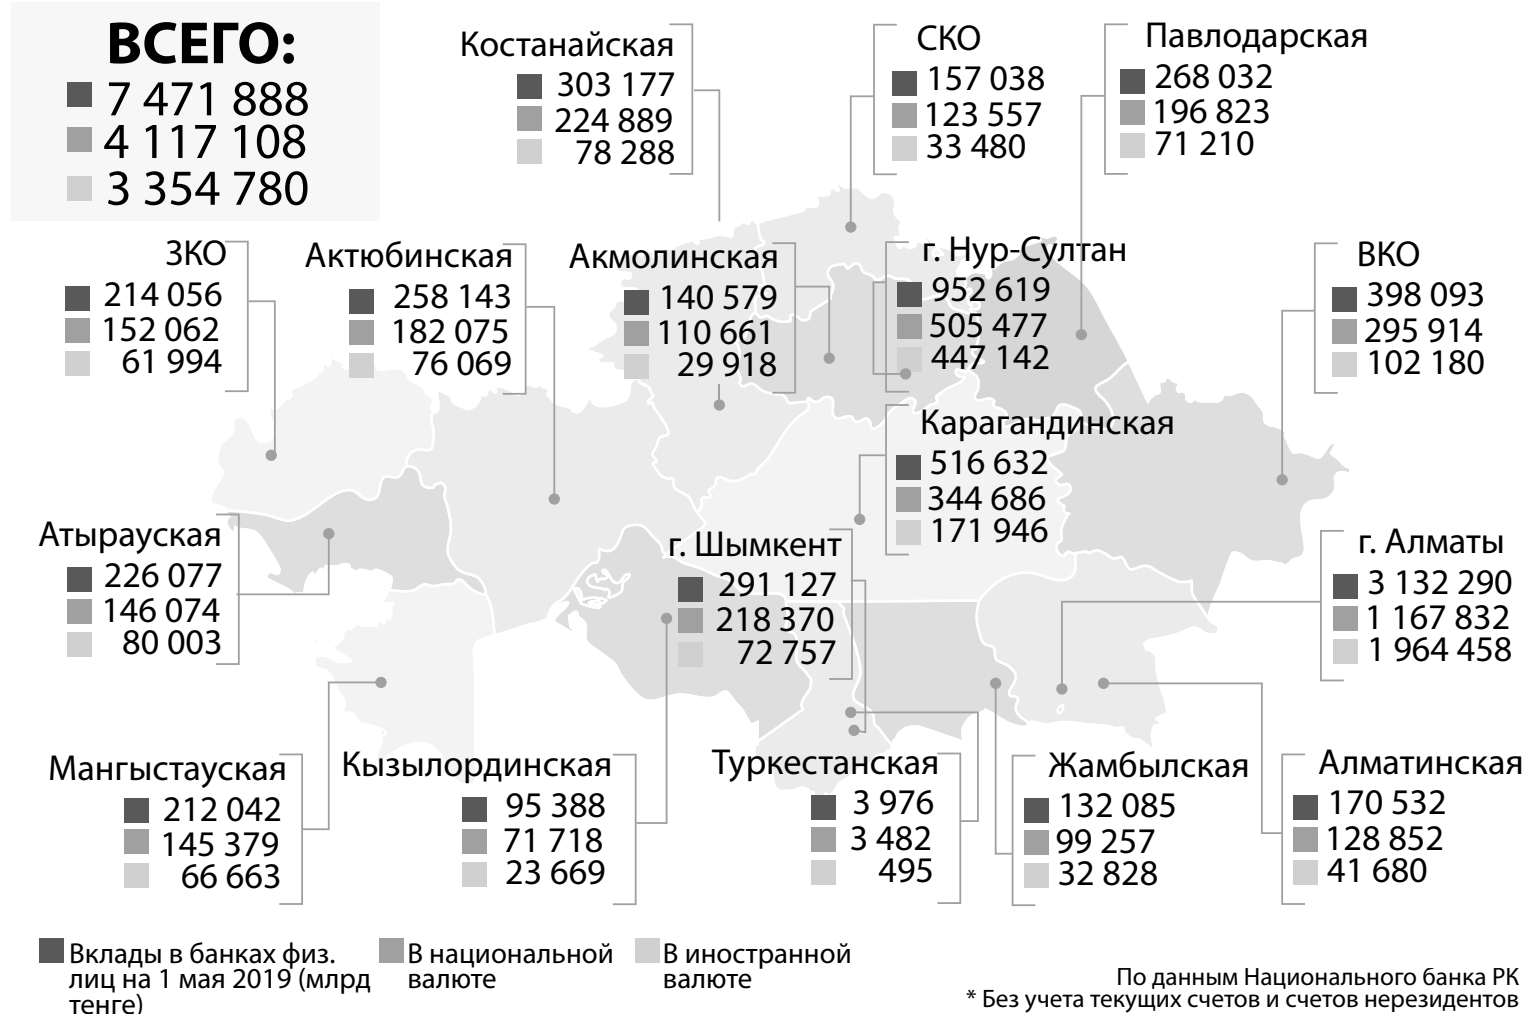 ВСЕГО:
7 471 888
4 117 108
3 354 780
Костанайская
303 177
224 889
78 288
СКО
157 038
123 557
33 480
Павлодарская
268 032
196 823
71 210
ЗКО
214 056
152 062
61 994
Актюбинская
258 143
182 075
76 069
Акмолинская
140 579
110 661
29 918
г. Нур-Султан
952 619
505 477
447 142
ВКО
398 093
295 914
102 180
Карагандинская
516 632
344 686
171 946
Атырауская
226 077
146 074
80 003
г. Шымкент
291 127
218 370
72 757
г. Алматы
3 132 290
1 167 832
1 964 458
Мангыстауская
212 042
145 379
66 663
Кызылординская
95 388
71 718
23 669
Туркестанская
3 976
3 482
495
Жамбылская
132 085
99 257
32 828
Алматинская
170 532
128 852
41 680
Вклады в банках физ.
лиц на 1 мая 2019 (млрд
тенге)
В национальной
валюте
В иностранной
валюте
По данным Национального банка РК
* Без учета текущих счетов и счетов нерезидентов